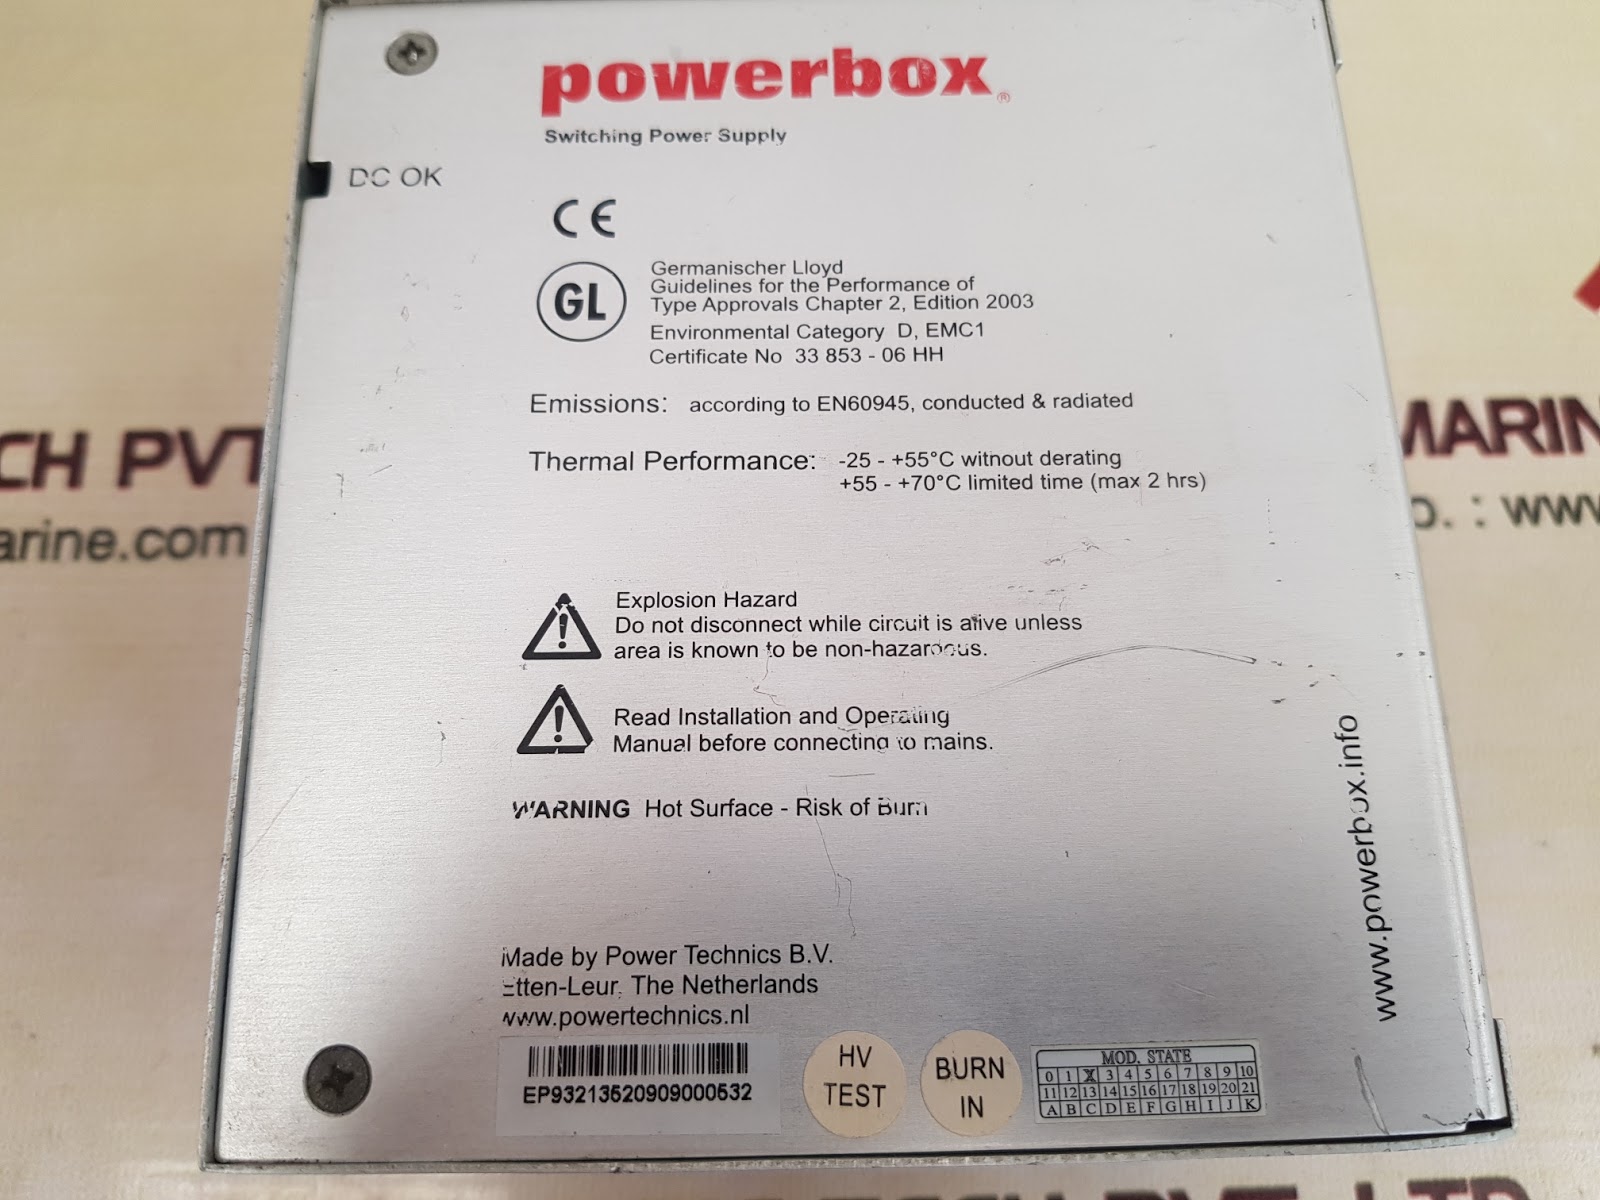 powerbox®
Switching Power Supply
DC OK
CE
GL
Germanischer Lloyd
Guidelines for the Performance of
Type Approvals Chapter 2, Edition 2003
Environmental Category D, EMC1
Certificate No 33 853 - 06 HH
Emissions: according to EN60945, conducted & radiated
Thermal Performance: -25 - +55°C without derating
+55 - +70°C limited time (max 2 hrs)
CH PVT
arine.com
MARIN
o. : www
Explosion Hazard
Do not disconnect while circuit is alive unless
area is known to be non-hazardous.
Read Installation and Operating
Manual before connecting to mains.
WARNING Hot Surface - Risk of Burn
www.powerbox.info
Made by Power Technics B.V.
Etten-Leur, The Netherlands
www.powertechnics.nl
EP93213520909000532
HV
TEST
BURN
IN
MOD. STATE
0 1 X 3 4 5 6 7 8 9 10
11 12 13 14 15 16 17 18 19 20 21
A B C D E F G H I J K